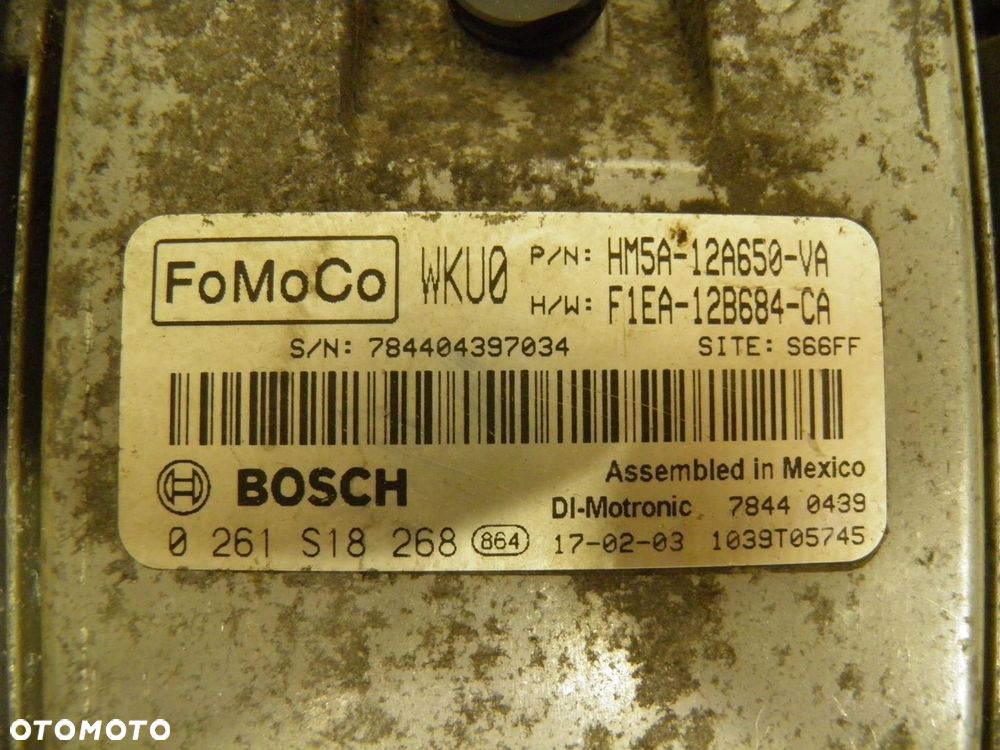 FoMoCo WKU0 P/N: HM5A-12A650-VA
H/W: F1EA-12B684-CA
S/N: 784404397034 SITE: S66FF
BOSCH Assembled in Mexico
DI-Motronic 7844 0439
0 261 S18 268 864 17-02-03 1039T05745
OTOMOTO